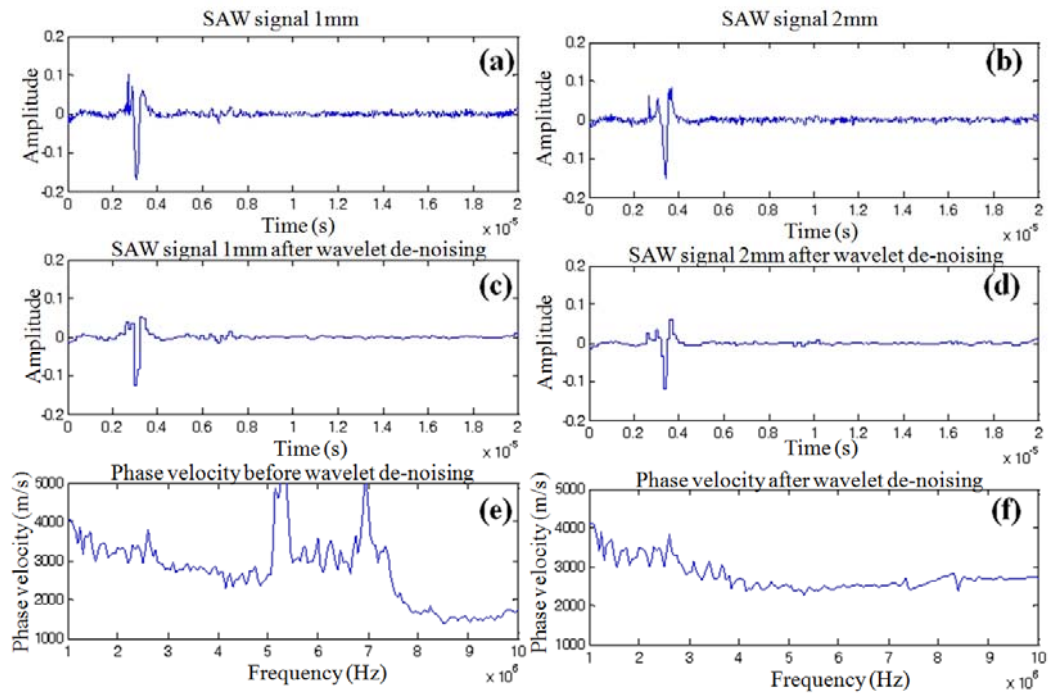 SAW signal 1mm
(a)
Amplitude
0.2
0.1
0
-0.1
-0.2
0 0.2 0.4 0.6 0.8 1 1.2 1.4 1.6 1.8 2
Time (s)
× 10⁻⁵
SAW signal 2mm
(b)
Amplitude
0.2
0.1
0
-0.1
-0.2
0 0.2 0.4 0.6 0.8 1 1.2 1.4 1.6 1.8 2
Time (s)
× 10⁻⁵
SAW signal 1mm after wavelet de-noising
(c)
Amplitude
0.2
0.1
0
-0.1
-0.2
0 0.2 0.4 0.6 0.8 1 1.2 1.4 1.6 1.8 2
Time (s)
× 10⁻⁵
SAW signal 2mm after wavelet de-noising
(d)
Amplitude
0.2
0.1
0
-0.1
-0.2
0 0.2 0.4 0.6 0.8 1 1.2 1.4 1.6 1.8 2
Time (s)
× 10⁻⁵
Phase velocity before wavelet de-noising
(e)
Phase velocity (m/s)
5000
4000
3000
2000
1000
1 2 3 4 5 6 7 8 9 10
Frequency (Hz)
× 10⁶
Phase velocity after wavelet de-noising
(f)
Phase velocity (m/s)
5000
4000
3000
2000
1000
1 2 3 4 5 6 7 8 9 10
Frequency (Hz)
× 10⁶